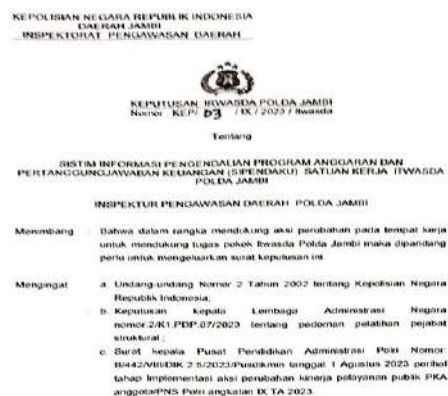 KEPOLISIAN NEGARA REPUBLIK INDONESIA
DAERAH JAMBI
INSPEKTORAT PENGAWASAN DAERAH
KEPUTUSAN IRWASDA POLDA JAMBI
Nomor KEP/ 03 / IX / 2023 / Itwasda
Tentang
SISTIM INFORMASI PENGENDALIAN PROGRAM ANGGARAN DAN
PERTANGGUNGJAWABAN KEUANGAN (SIPENDAKU) SATUAN KERJA ITWASDA
POLDA JAMBI
INSPEKTUR PENGAWASAN DAERAH POLDA JAMBI
Menimbang : Bahwa dalam rangka mendukung aksi perubahan pada tempat kerja
untuk mendukung tugas pokok Itwasda Polda Jambi maka dipandang
perlu untuk mengeluarkan surat keputusan ini.
Mengingat : a. Undang-undang Nomor 2 Tahun 2002 tentang Kepolisian Negara
Republik Indonesia;
b. Keputusan kepala Lembaga Administrasi Negara
nomor.2/K1.PDP.07/2023 tentang pedoman pelatihan pejabat
struktural ;
c. Surat kepala Pusat Pendidikan Administrasi Polri Nomor:
B/442/VIII/DIK 2.5/2023/Pusdikmin tanggal 1 Agustus 2023 perihal
tahap Implementasi aksi perubahan kinerja pelayanan publik PKA
anggota/PNS Polri angkatan IX TA 2023.